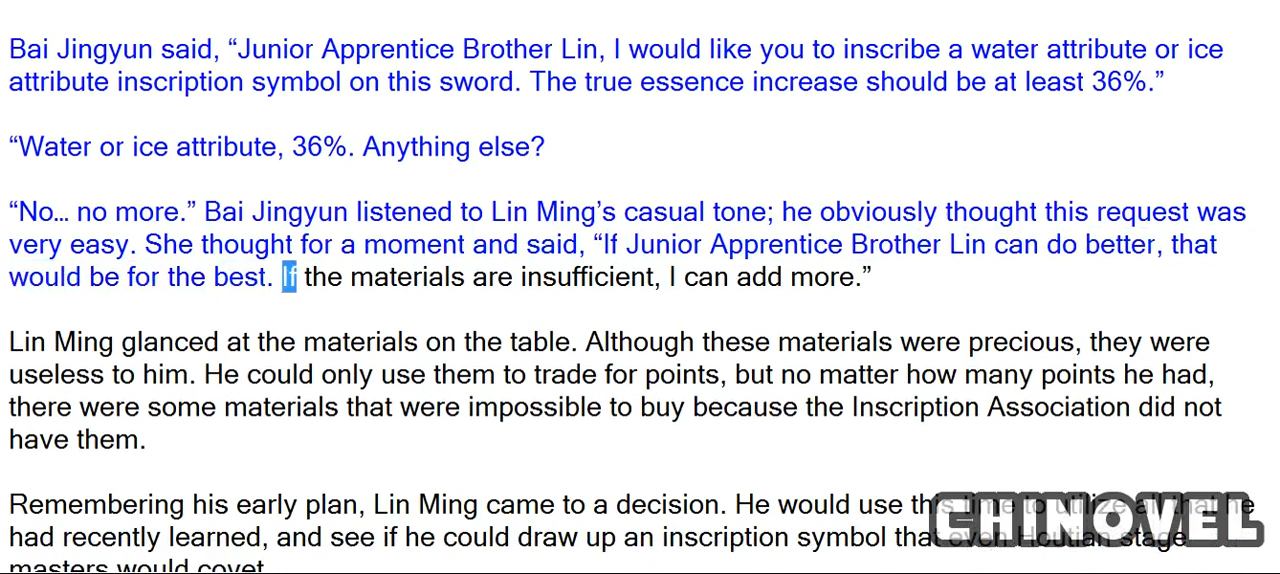 Bai Jingyun said, “Junior Apprentice Brother Lin, I would like you to inscribe a water attribute or ice
attribute inscription symbol on this sword. The true essence increase should be at least 36%.”
“Water or ice attribute, 36%. Anything else?
“No… no more.” Bai Jingyun listened to Lin Ming’s casual tone; he obviously thought this request was
very easy. She thought for a moment and said, “If Junior Apprentice Brother Lin can do better, that
would be for the best. If the materials are insufficient, I can add more.”
Lin Ming glanced at the materials on the table. Although these materials were precious, they were
useless to him. He could only use them to trade for points, but no matter how many points he had,
there were some materials that were impossible to buy because the Inscription Association did not
have them.
Remembering his early plan, Lin Ming came to a decision. He would use this time to utilize all that he
had recently learned, and see if he could draw up an inscription symbol that even Houtian stage
masters would covet
CHINOVEL